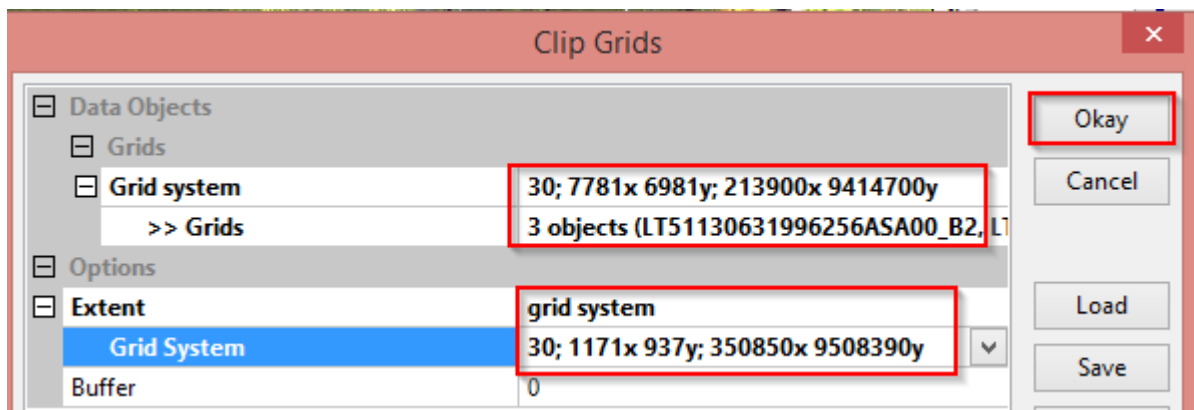 Clip Grids
Data Objects
Okay
Grids
Grid system 30; 7781x 6981y; 213900x 9414700y
Cancel
>> Grids 3 objects (LT51130631996256ASA00_B2, LT
Options
Extent grid system
Load
Grid System 30; 1171x 937y; 350850x 9508390y
Save
Buffer 0